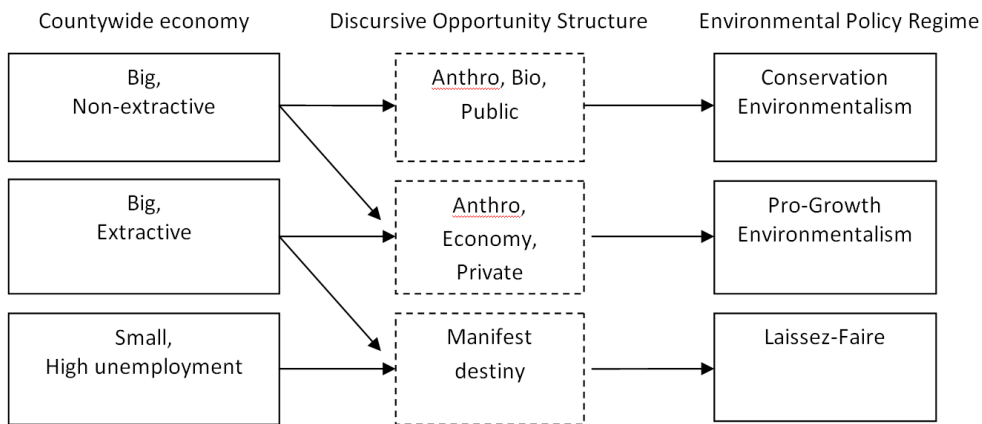 Countywide economy
Discursive Opportunity Structure
Environmental Policy Regime
Big,
Non-extractive
Anthro, Bio,
Public
Conservation
Environmentalism
Big,
Extractive
Anthro,
Economy,
Private
Pro-Growth
Environmentalism
Small,
High unemployment
Manifest
destiny
Laissez-Faire